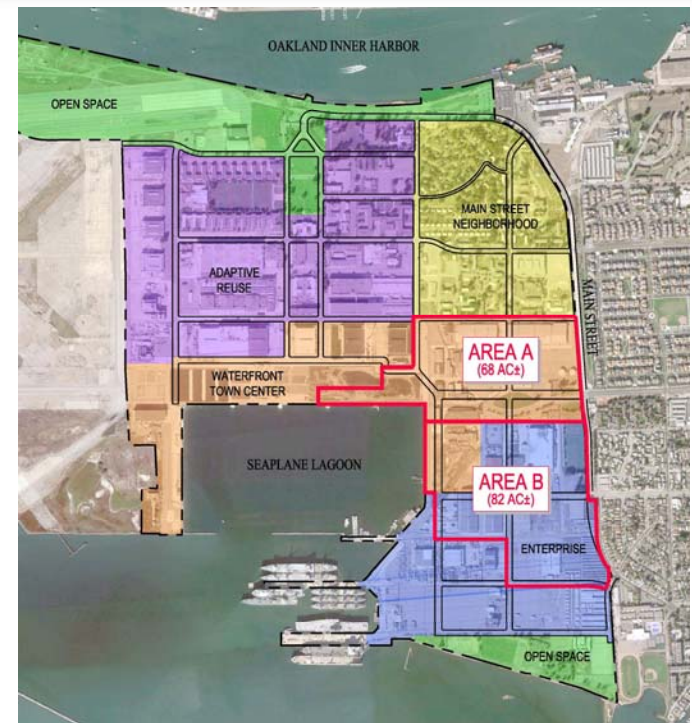 OAKLAND INNER HARBOR
OPEN SPACE
MAIN STREET
NEIGHBORHOOD
ADAPTIVE
REUSE
MAIN STREET
AREA A
(68 AC±)
WATERFRONT
TOWN CENTER
SEAPLANE LAGOON
AREA B
(82 AC±)
ENTERPRISE
OPEN SPACE